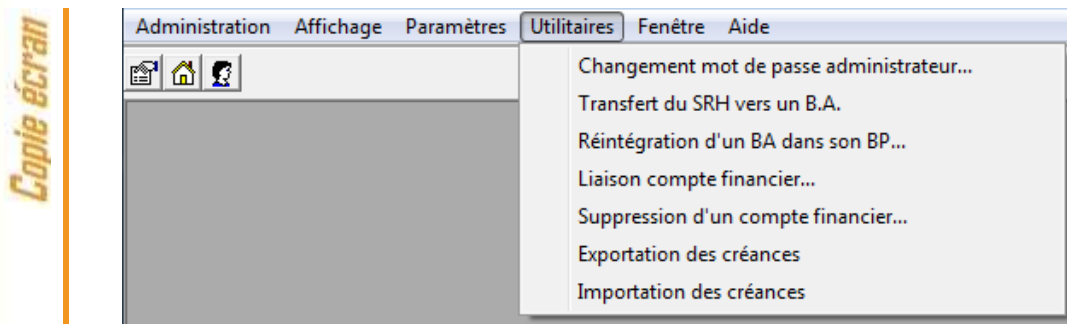 Copie écran
Administration Affichage Paramètres Utilitaires Fenêtre Aide
Changement mot de passe administrateur...
Transfert du SRH vers un B.A.
Réintégration d'un BA dans son BP...
Liaison compte financier...
Suppression d'un compte financier...
Exportation des créances
Importation des créances